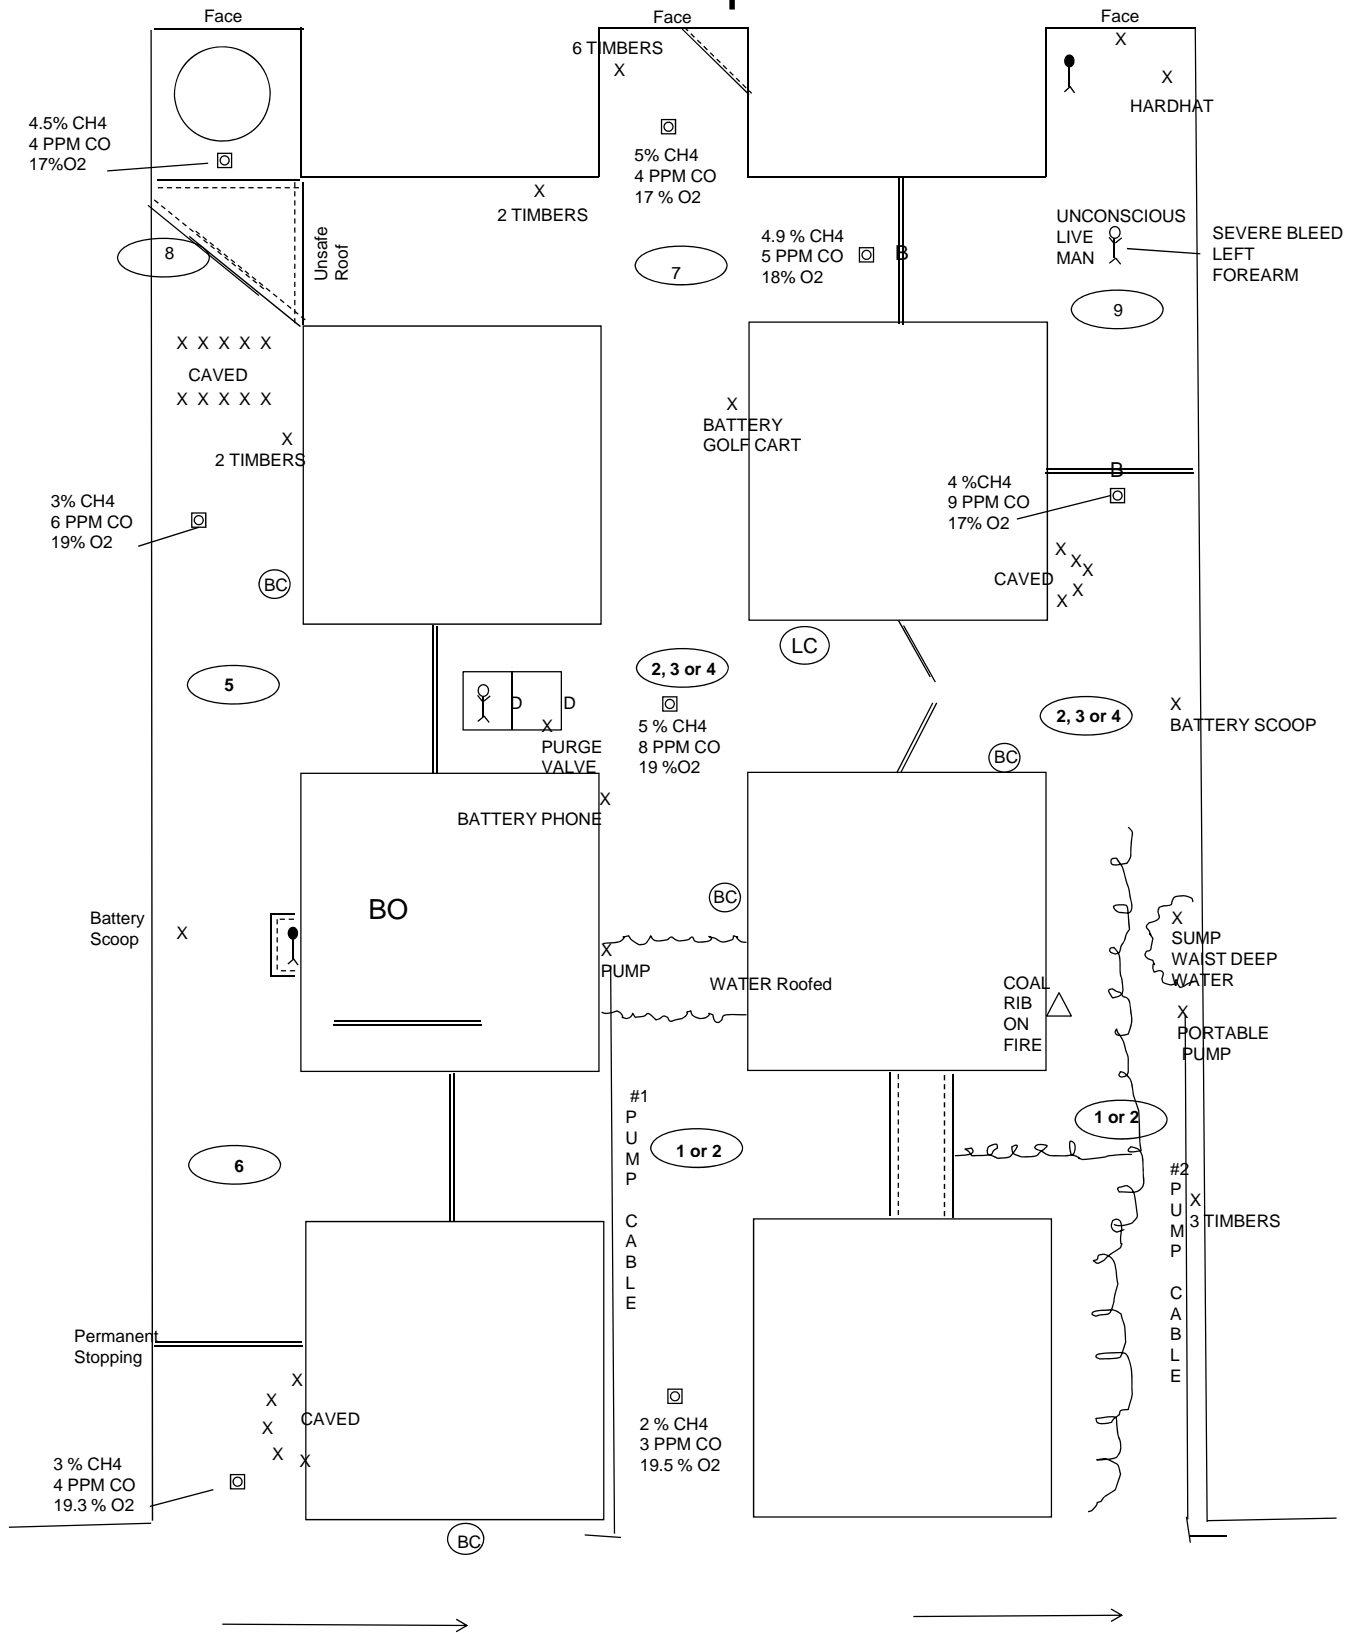 Face
Face
Face
6 TIMBERS
X
X
X
HARDHAT
4.5% CH4
4 PPM CO
17%O2
5% CH4
4 PPM CO
17 % O2
X
2 TIMBERS
UNCONSCIOUS
LIVE
MAN
SEVERE BLEED
LEFT
FOREARM
4.9 % CH4
5 PPM CO
18% O2
B
8
Unsafe
Roof
7
9
X X X X X
CAVED
X X X X X
X
2 TIMBERS
X
BATTERY
GOLF CART
B
4 %CH4
9 PPM CO
17% O2
3% CH4
6 PPM CO
19% O2
X
X
X
CAVED
X
X
BC
LC
5
2, 3 or 4
D
D
X
PURGE
VALVE
5 % CH4
8 PPM CO
19 %O2
2, 3 or 4
X
BATTERY SCOOP
BC
X
BATTERY PHONE
BO
BC
Battery
Scoop
X
X
PUMP
WATER Roofed
X
SUMP
WAIST DEEP
WATER
COAL
RIB
ON
FIRE
X
PORTABLE
PUMP
#1
P
U
M
P
C
A
B
L
E
1 or 2
1 or 2
6
#2
P
U
M
P
C
A
B
L
E
X
3 TIMBERS
Permanent
Stopping
X
X
CAVED
X
X
X
2 % CH4
3 PPM CO
19.5 % O2
3 % CH4
4 PPM CO
19.3 % O2
BC